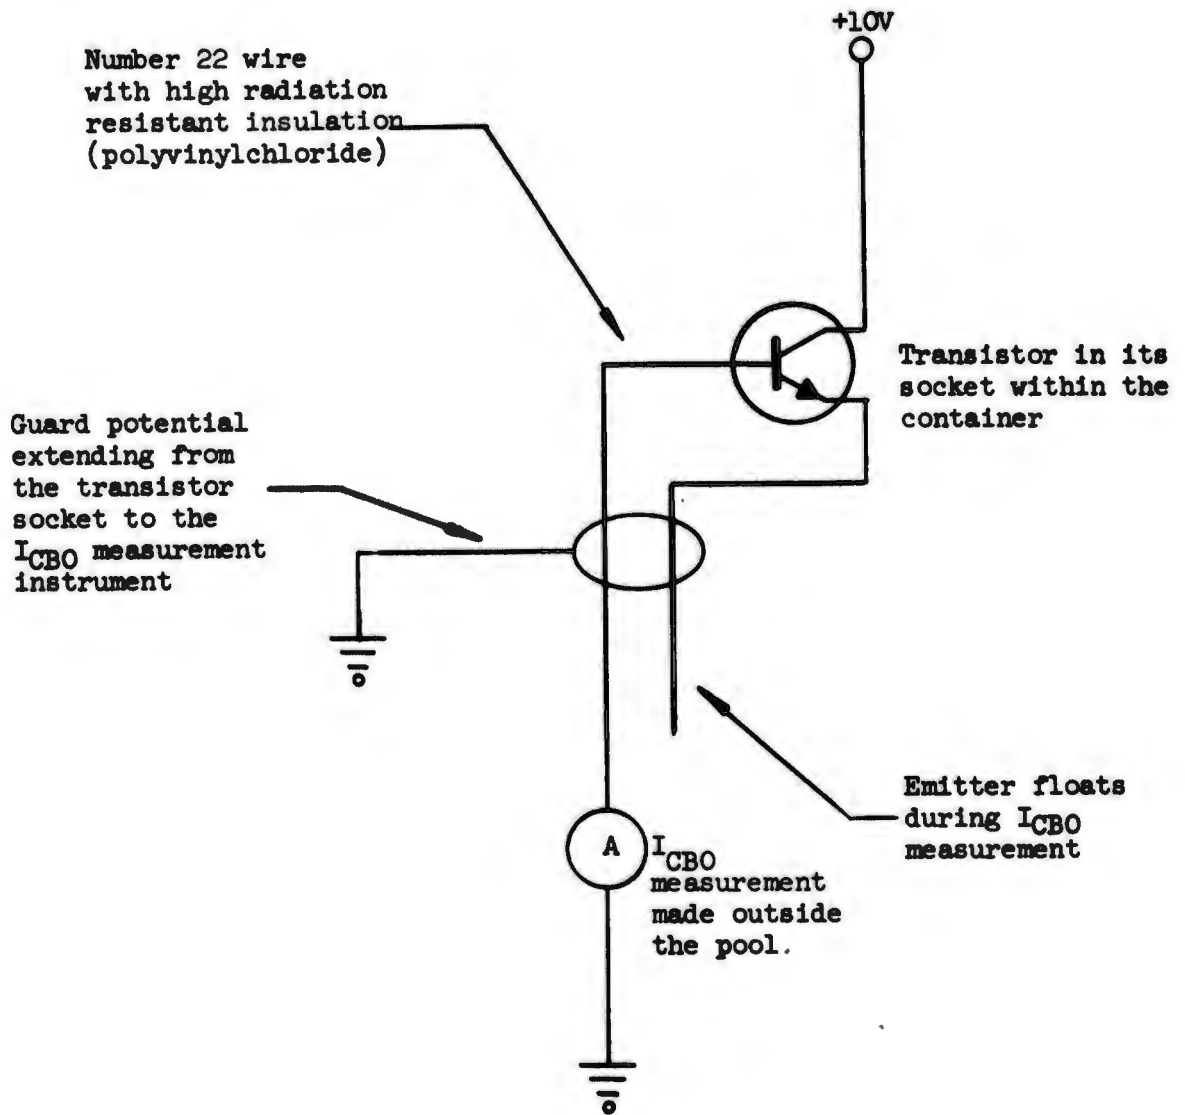 +10V
Number 22 wire
with high radiation
resistant insulation
(polyvinylchloride)
Transistor in its
socket within the
container
Guard potential
extending from
the transistor
socket to the
ICBO measurement
instrument
Emitter floats
during ICBO
measurement
A
ICBO
measurement
made outside
the pool.